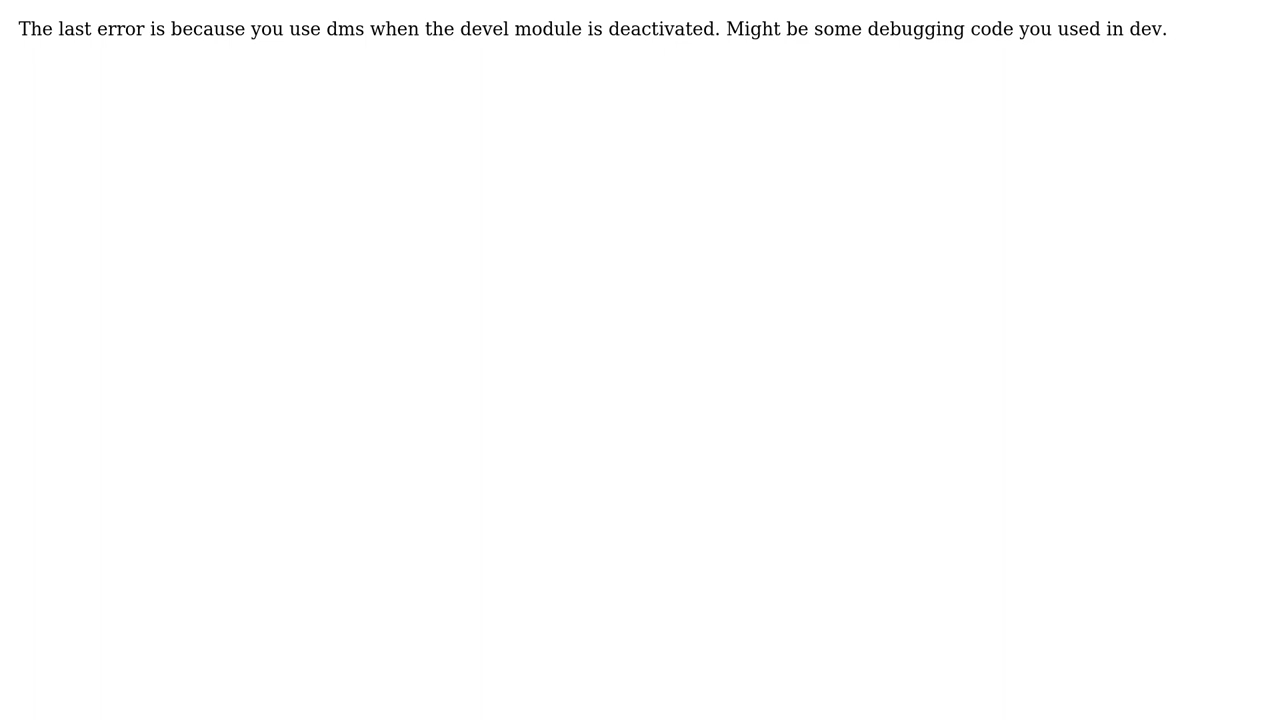 The last error is because you use dms when the devel module is deactivated. Might be some debugging code you used in dev.